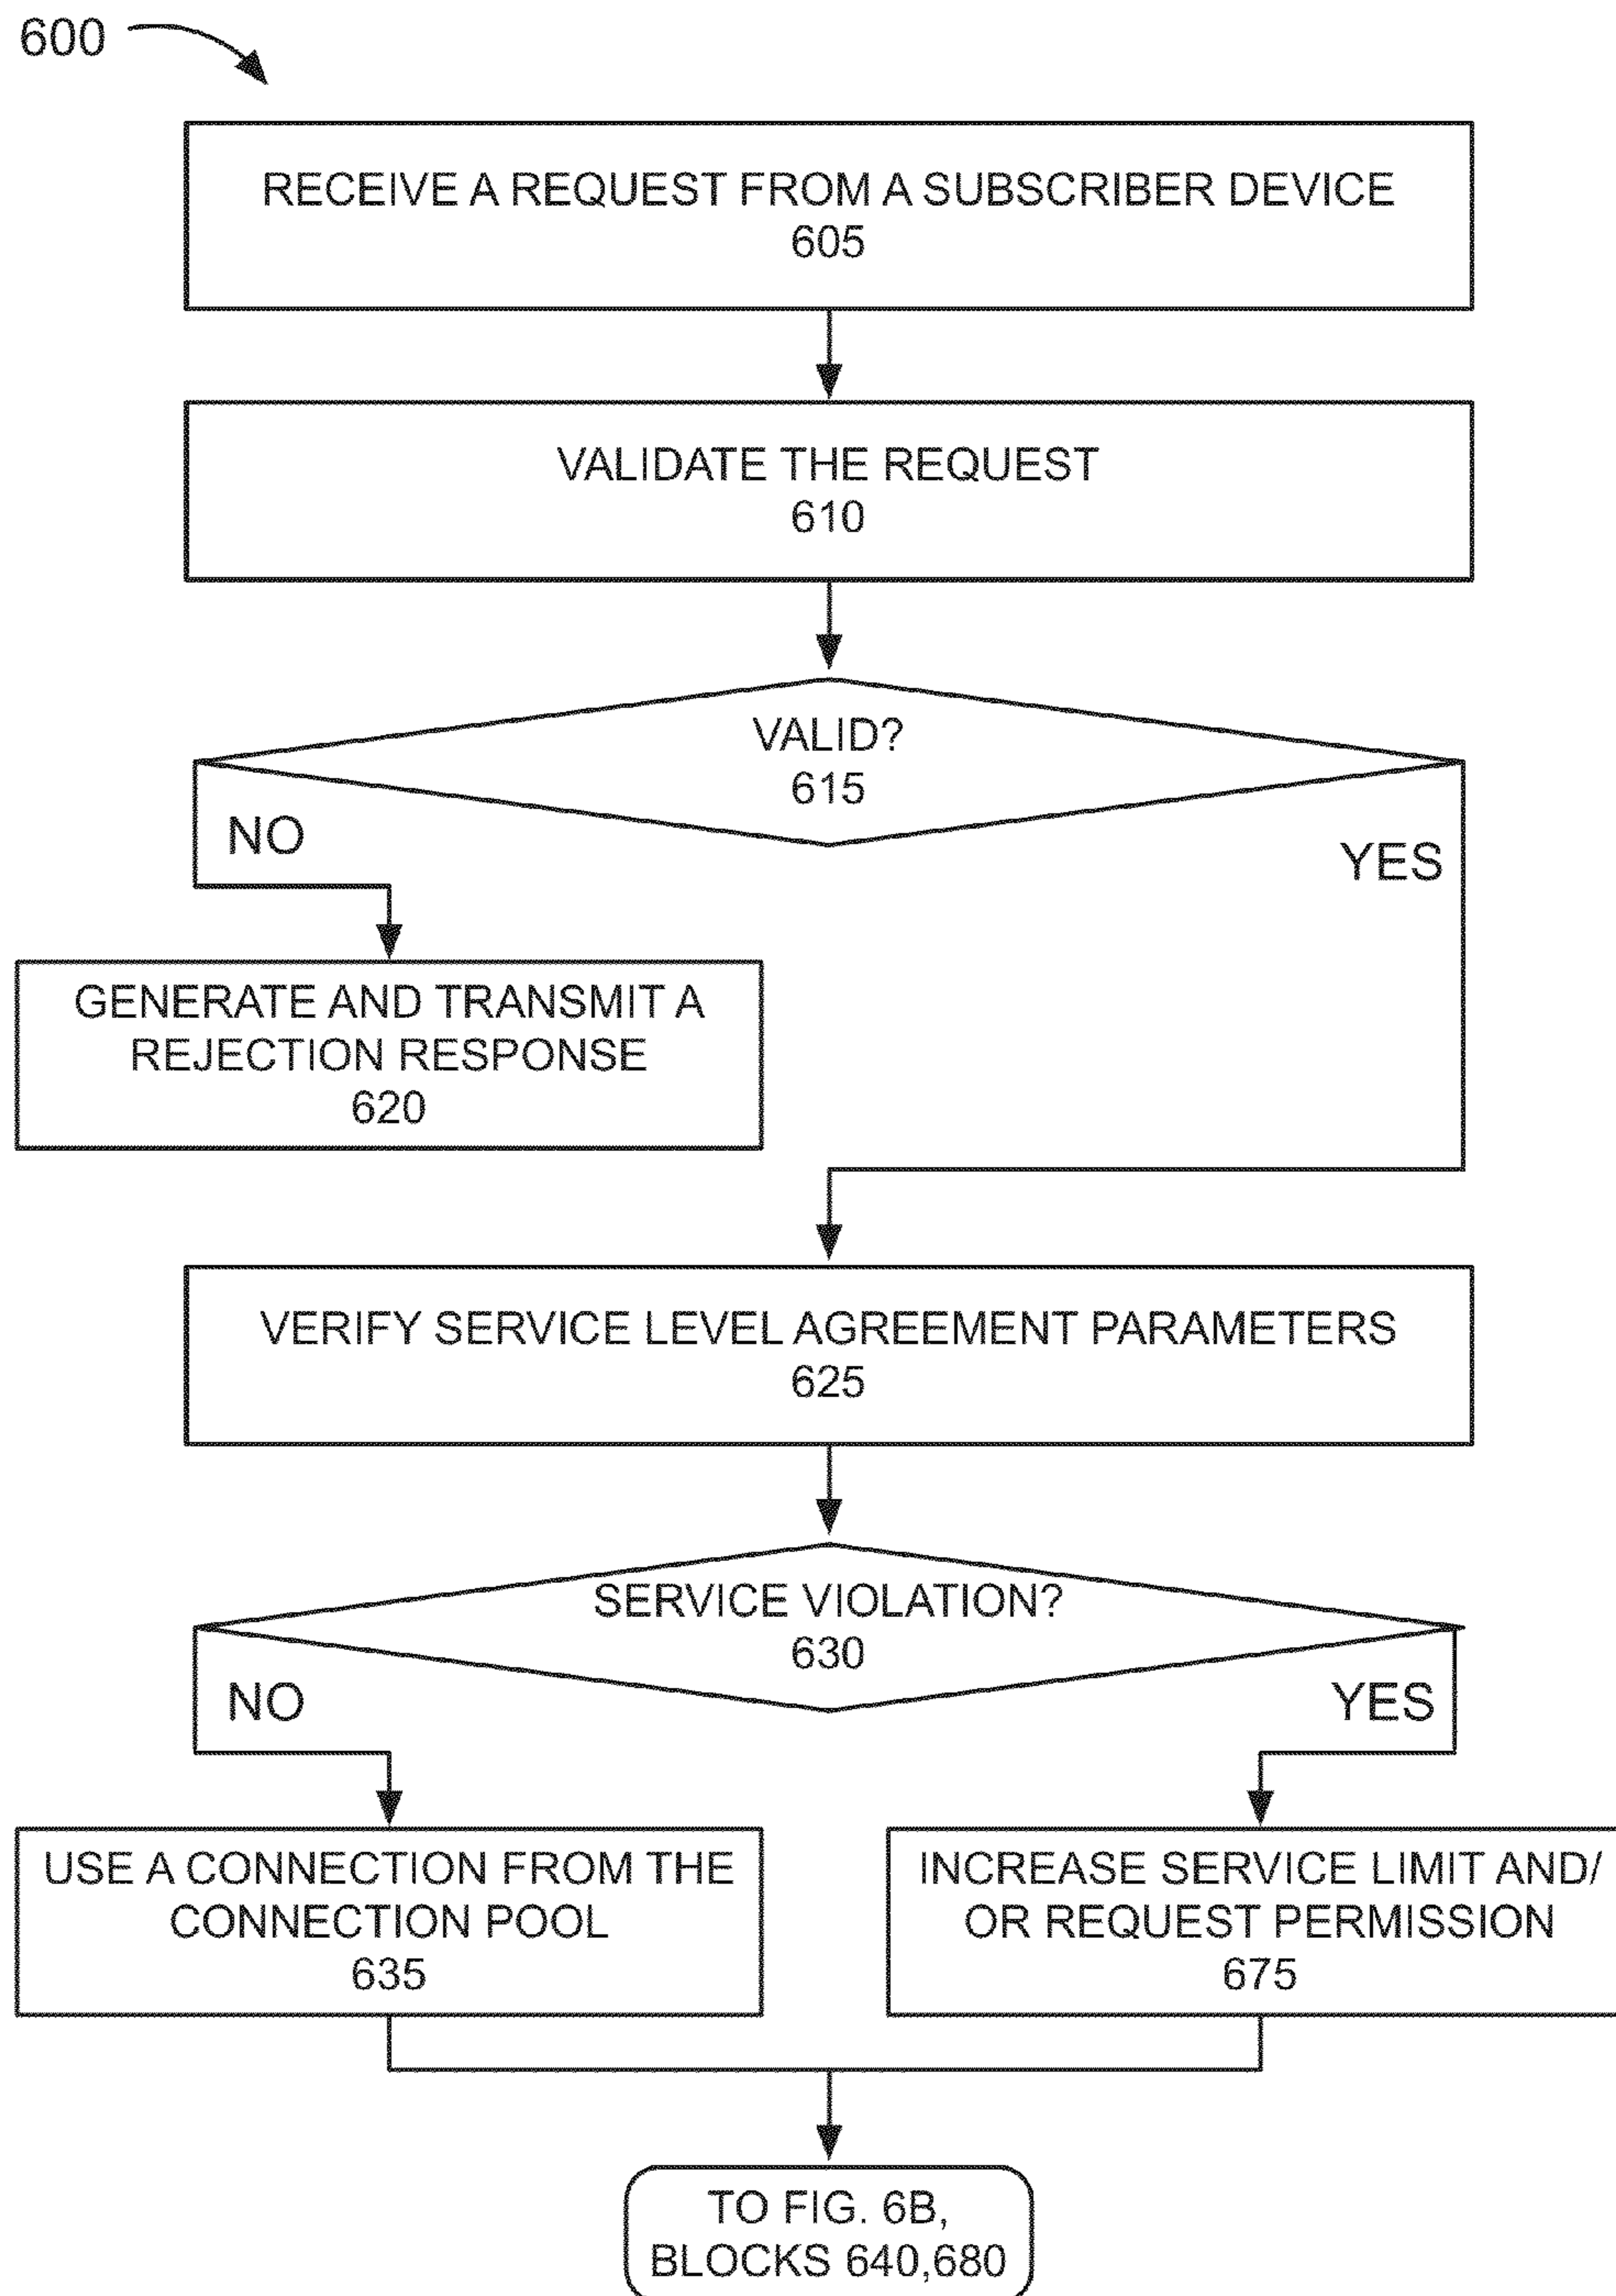 600
RECEIVE A REQUEST FROM A SUBSCRIBER DEVICE
605
VALIDATE THE REQUEST
610
VALID?
615
NO
YES
GENERATE AND TRANSMIT A
REJECTION RESPONSE
620
VERIFY SERVICE LEVEL AGREEMENT PARAMETERS
625
SERVICE VIOLATION?
630
NO
YES
USE A CONNECTION FROM THE
CONNECTION POOL
635
INCREASE SERVICE LIMIT AND/
OR REQUEST PERMISSION
675
TO FIG. 6B,
BLOCKS 640,680